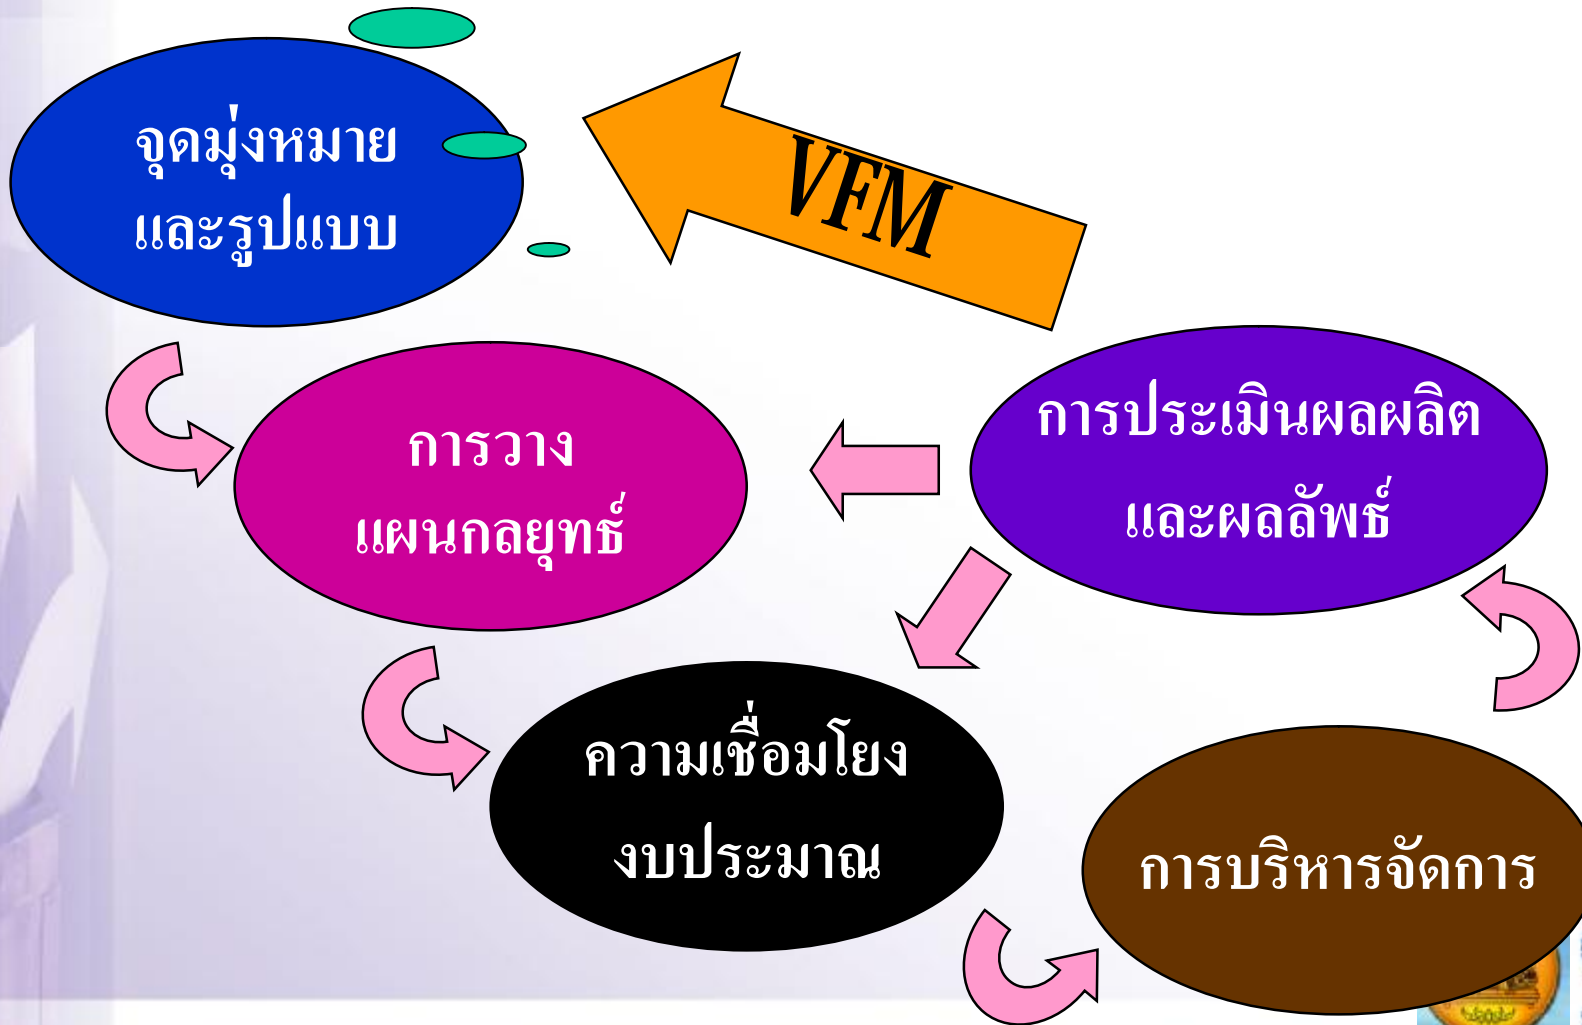 จุดมุ่งหมาย
และรูปแบบ
VFM
การวาง
แผนกลยุทธ์
การประเมินผลผลิต
และผลลัพธ์
ความเชื่อมโยง
งบประมาณ
การบริหารจัดการ